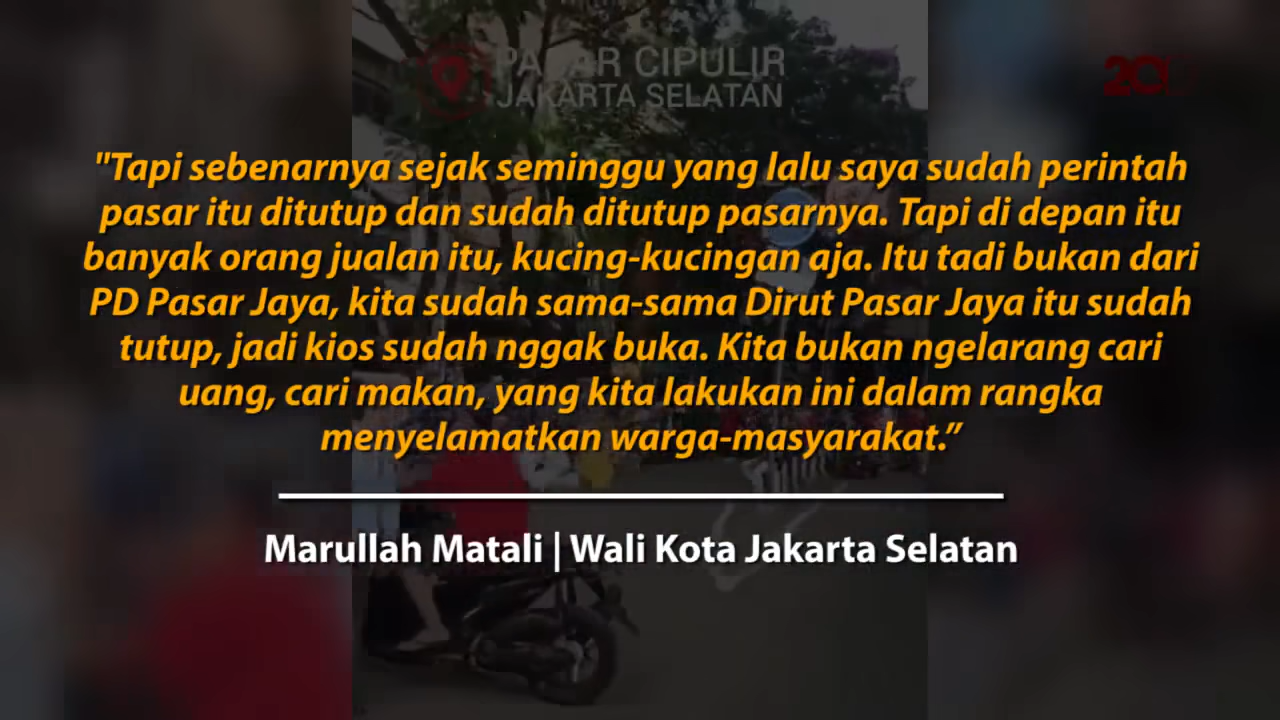 PASAR CIPULIR
JAKARTA SELATAN
"Tapi sebenarnya sejak seminggu yang lalu saya sudah perintah
pasar itu ditutup dan sudah ditutup pasarnya. Tapi di depan itu
banyak orang jualan itu, kucing-kucingan aja. Itu tadi bukan dari
PD Pasar Jaya, kita sudah sama-sama Dirut Pasar Jaya itu sudah
tutup, jadi kios sudah nggak buka. Kita bukan ngelarang cari
uang, cari makan, yang kita lakukan ini dalam rangka
menyelamatkan warga-masyarakat.”
Marullah Matali | Wali Kota Jakarta Selatan